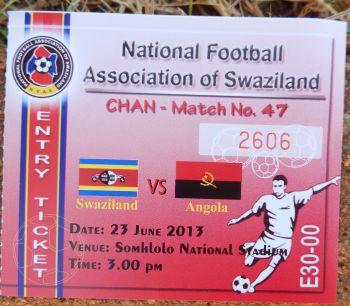 National Football
Association of Swaziland
CHAN - Match No. 47
2606
ENTRY TICKET
VS
Swaziland
Angola
Date: 23 June 2013
Venue: Somhlolo National Stadium
Time: 3.00 pm
E30-00